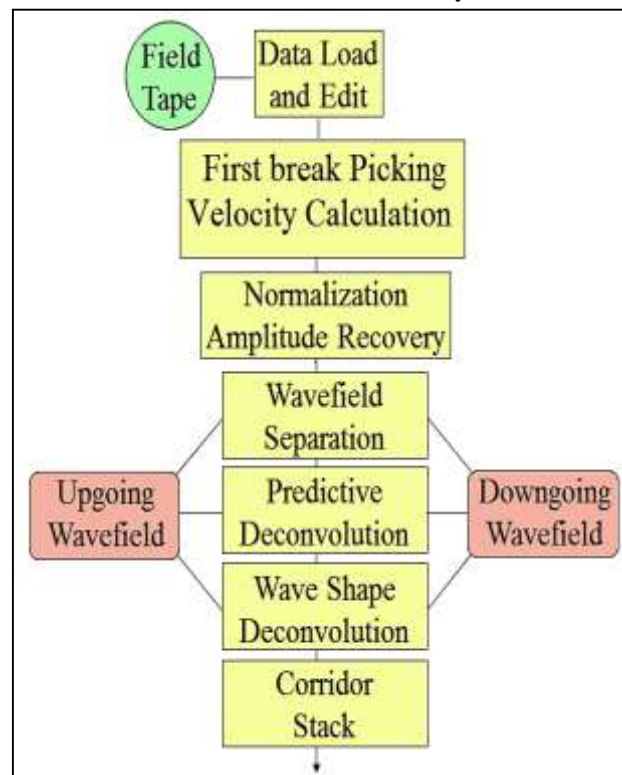 Field
Tape
Data Load
and Edit
First break Picking
Velocity Calculation
Normalization
Amplitude Recovery
Wavefield
Separation
Upgoing
Wavefield
Predictive
Deconvolution
Downgoing
Wavefield
Wave Shape
Deconvolution
Corridor
Stack